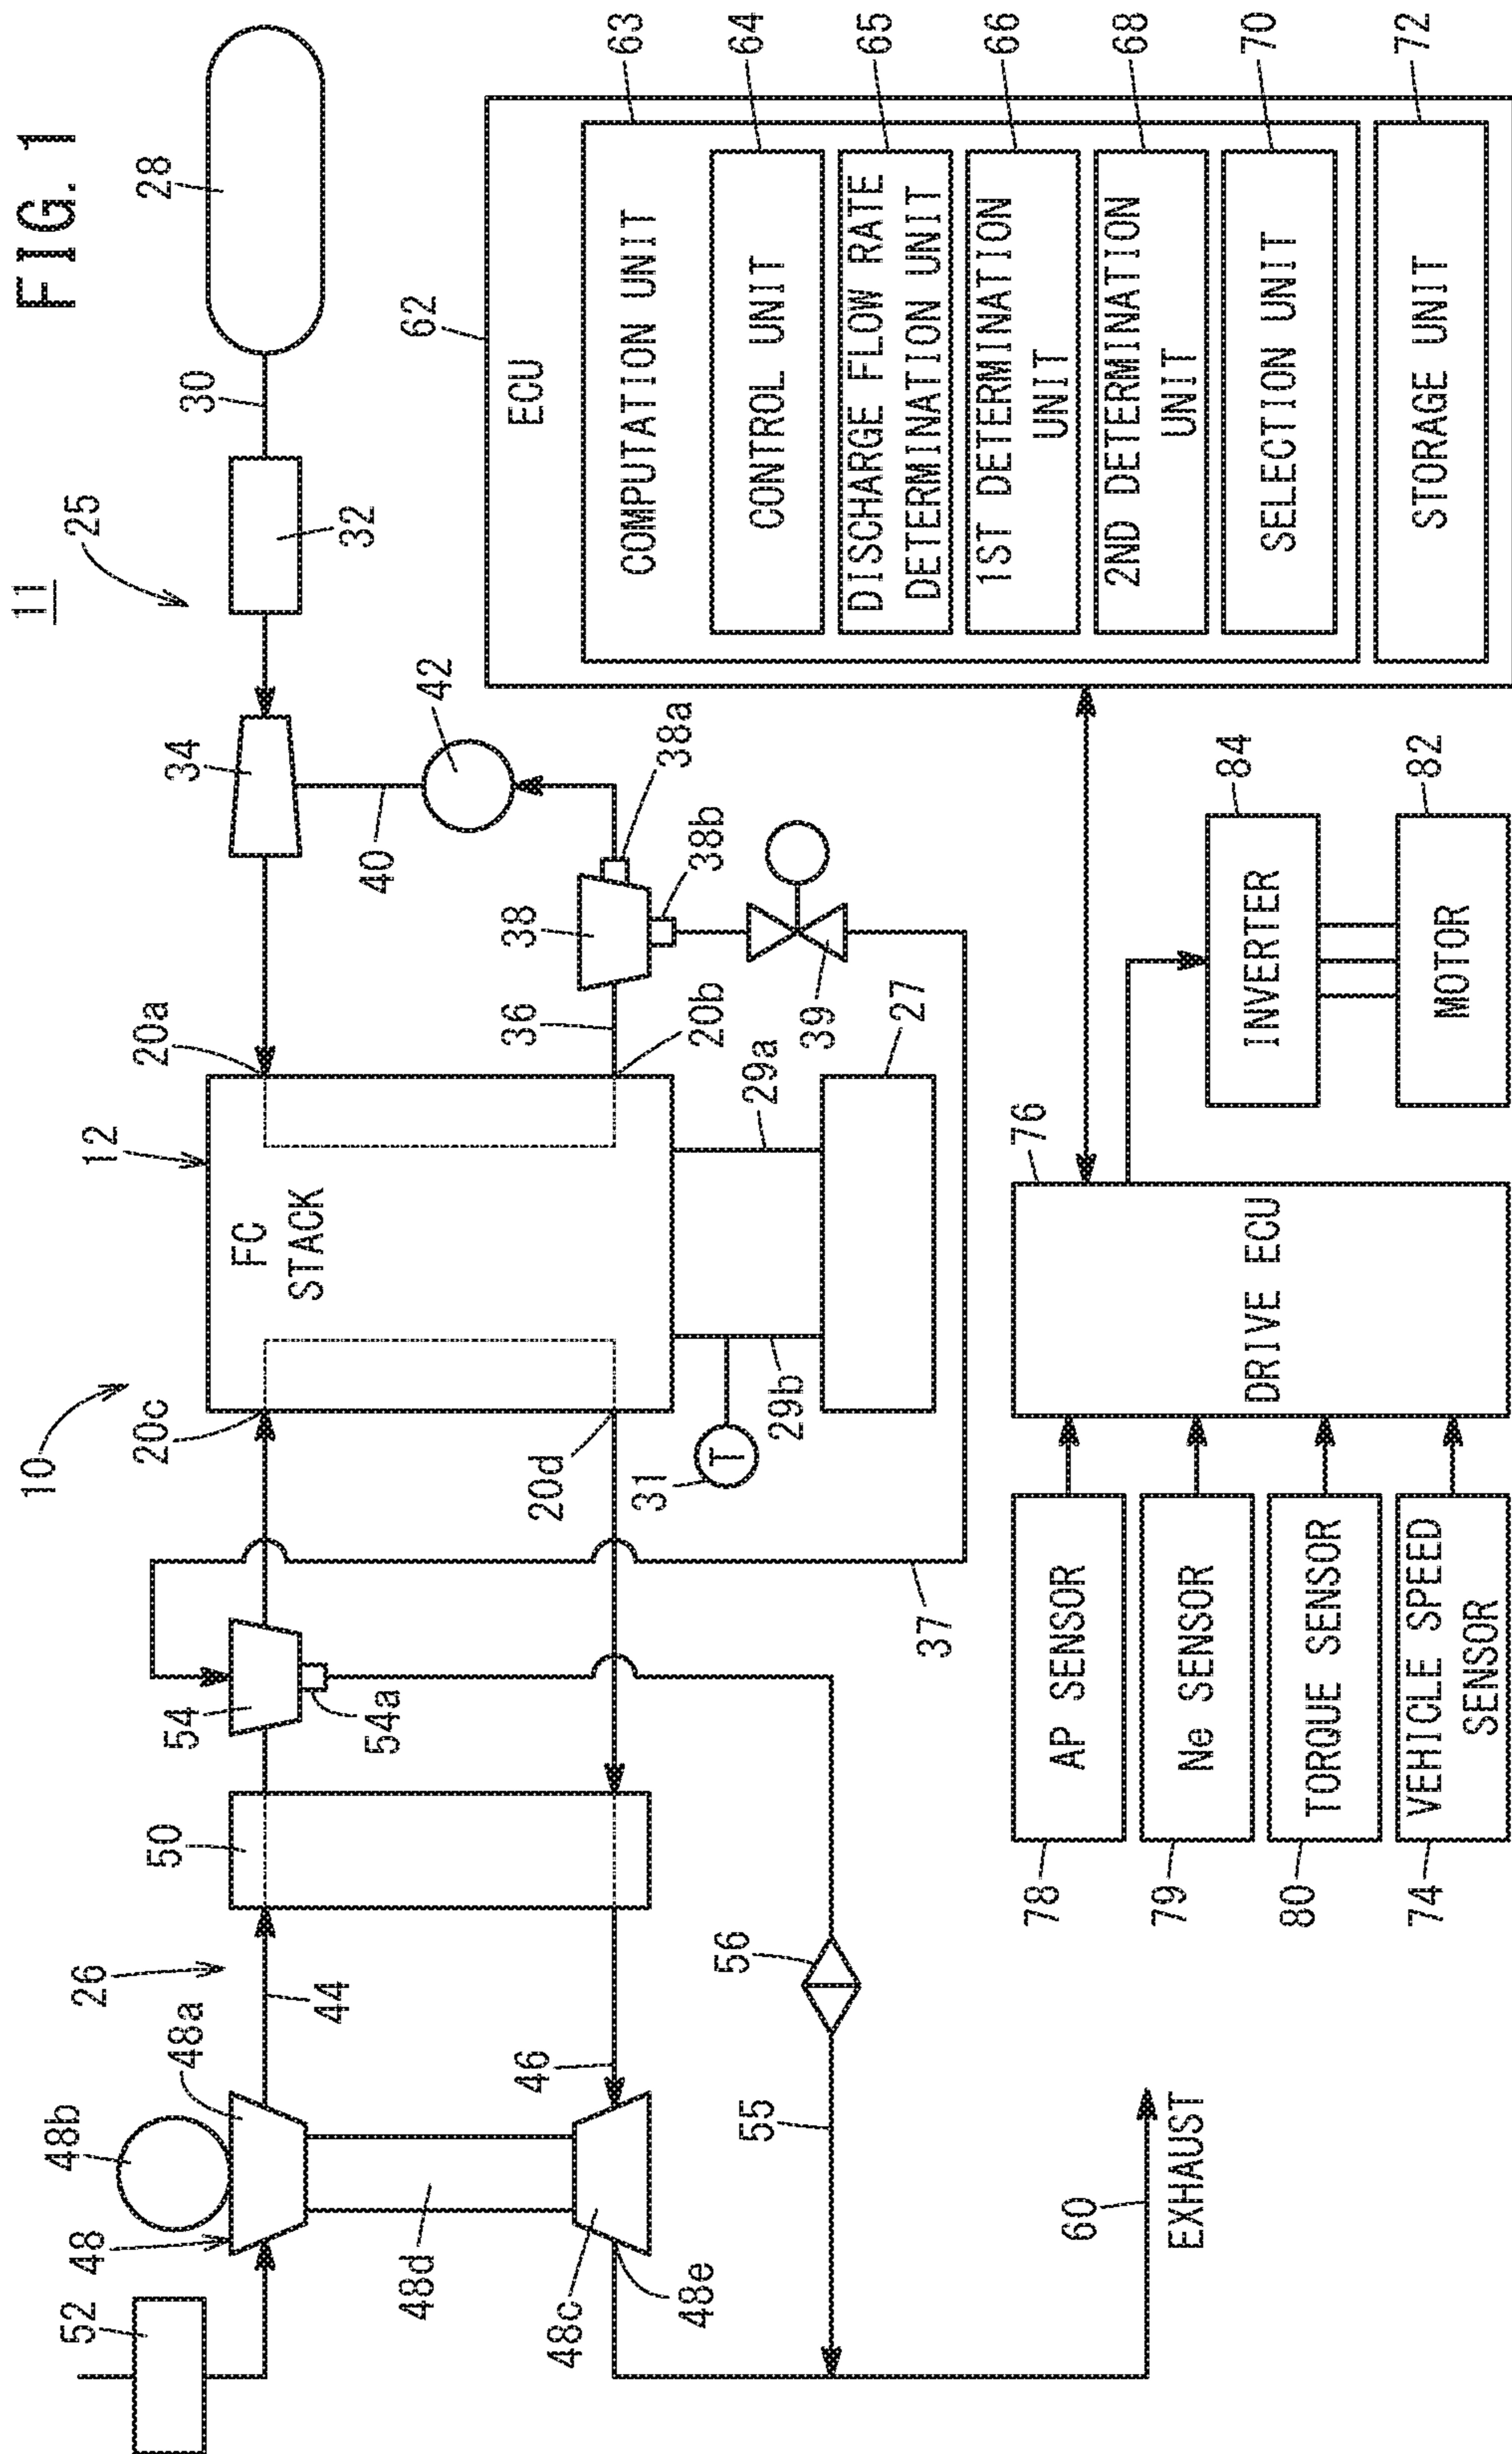 FIG. 1
11
10
12
FC
STACK
20a
20b
20c
20d
25
26
27
28
29a
29b
30
31
T
32
34
36
37
38
38a
38b
39
40
42
44
46
48
48a
48b
48c
48d
48e
50
52
54
54a
55
56
60
EXHAUST
62
ECU
63
COMPUTATION UNIT
64
CONTROL UNIT
65
DISCHARGE FLOW RATE
DETERMINATION UNIT
66
1ST DETERMINATION
UNIT
68
2ND DETERMINATION
UNIT
70
SELECTION UNIT
72
STORAGE UNIT
76
DRIVE ECU
84
INVERTER
82
MOTOR
78
AP SENSOR
79
Ne SENSOR
80
TORQUE SENSOR
74
VEHICLE SPEED
SENSOR